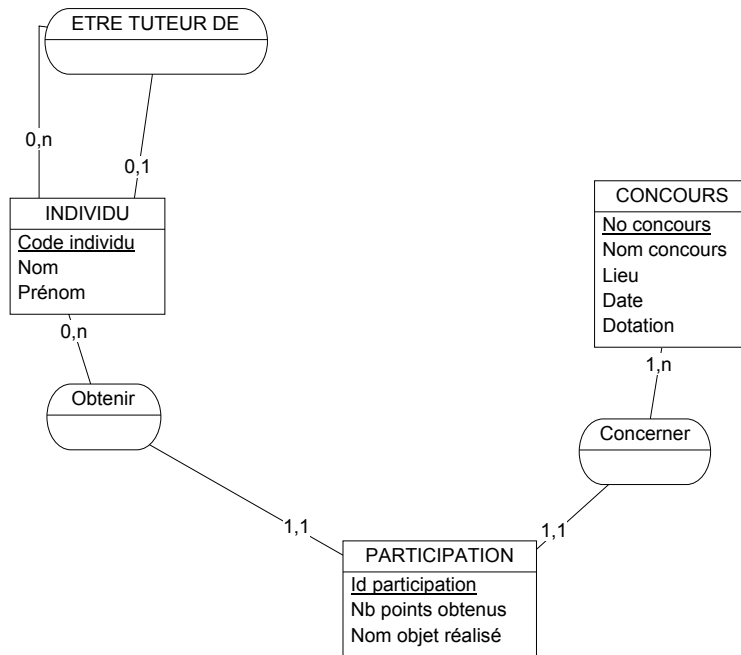 ETRE TUTEUR DE
0,n
0,1
INDIVIDU
Code individu
Nom
Prénom
CONCOURS
No concours
Nom concours
Lieu
Date
Dotation
0,n
1,n
Obtenir
Concerner
1,1
1,1
PARTICIPATION
Id participation
Nb points obtenus
Nom objet réalisé